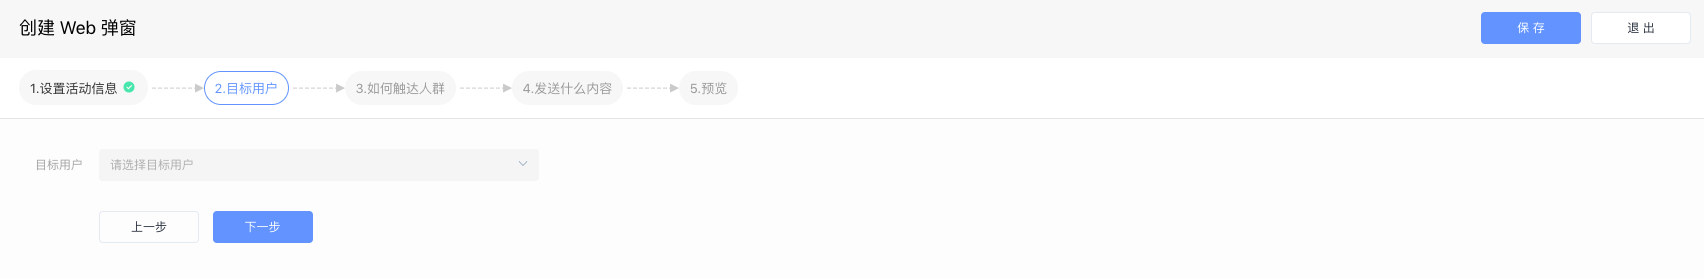 创建 Web 弹窗
保 存
退 出
1.设置活动信息
2.目标用户
3.如何触达人群
4.发送什么内容
5.预览
目标用户
请选择目标用户
上一步
下一步